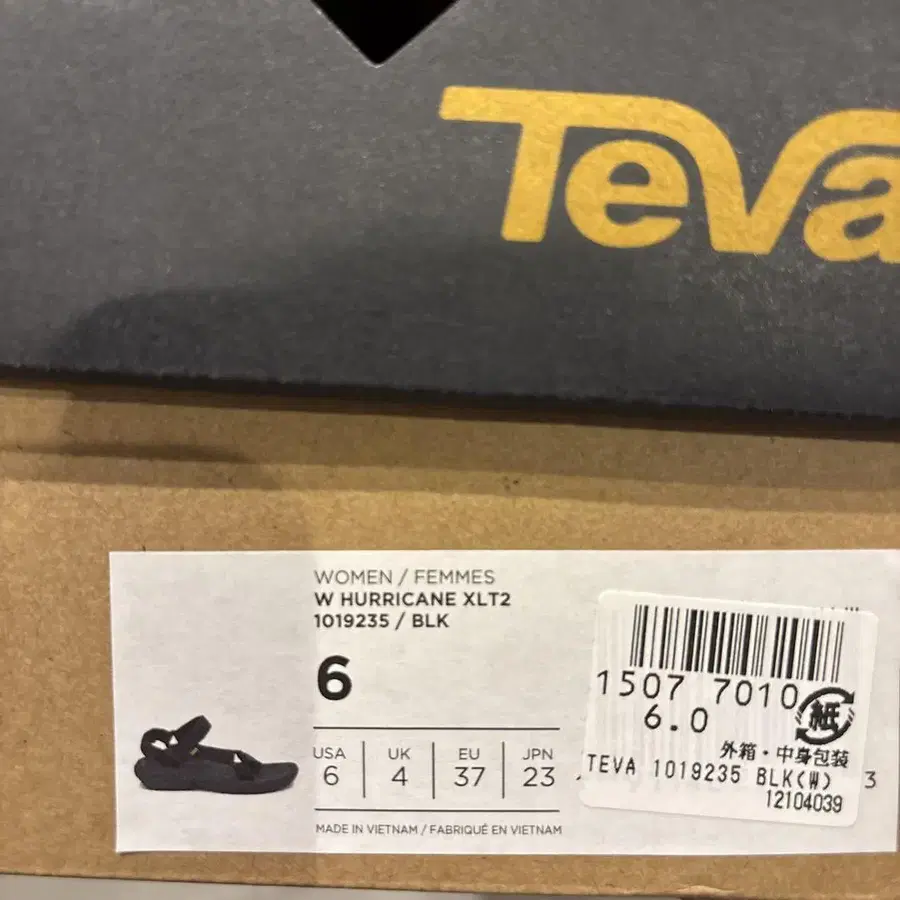 Teva
WOMEN / FEMMES
W HURRICANE XLT2
1019235 / BLK
6
USA UK EU JPN
6 4 37 23
3
MADE IN VIETNAM / FABRIQUÉ EN VIETNAM
1507 7010
6.0
紙
外箱・中身包装
TEVA 1019235 BLK(W)
12104039